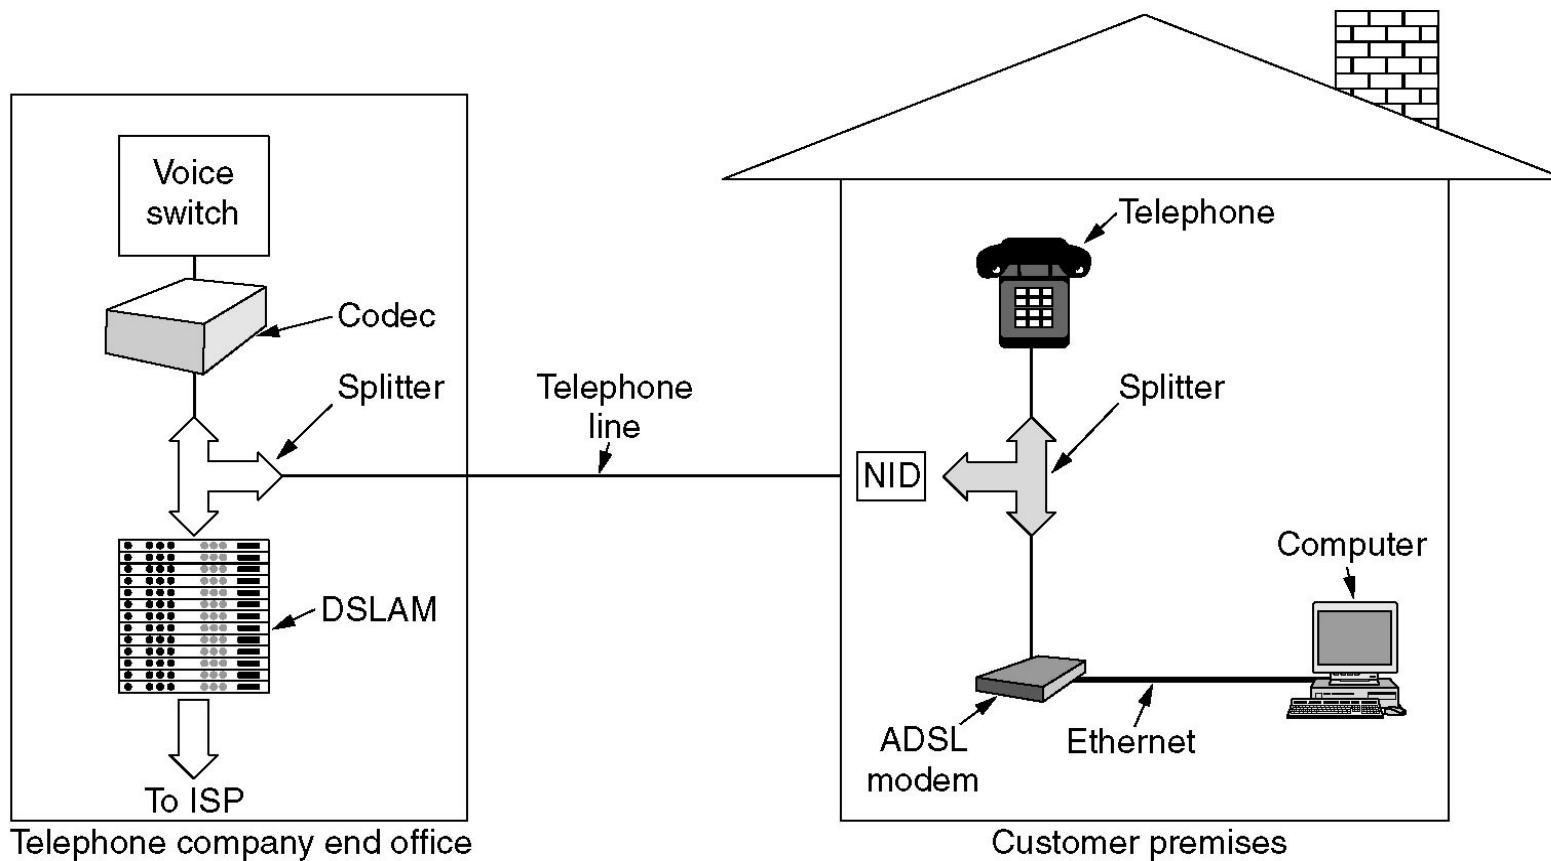 Voice
switch
Codec
Splitter
DSLAM
To ISP
Telephone company end office
Telephone
line
Telephone
Splitter
NID
Computer
ADSL
modem
Ethernet
Customer premises